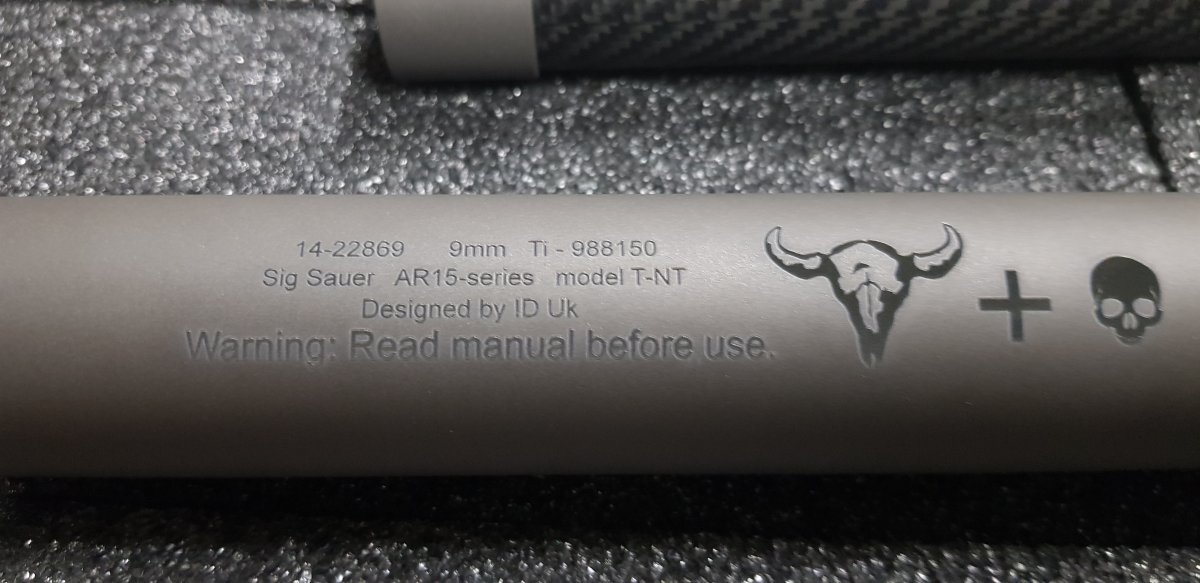 14-22869 9mm Ti - 988150
Sig Sauer AR15-series model T-NT
Designed by ID Uk
Warning: Read manual before use.